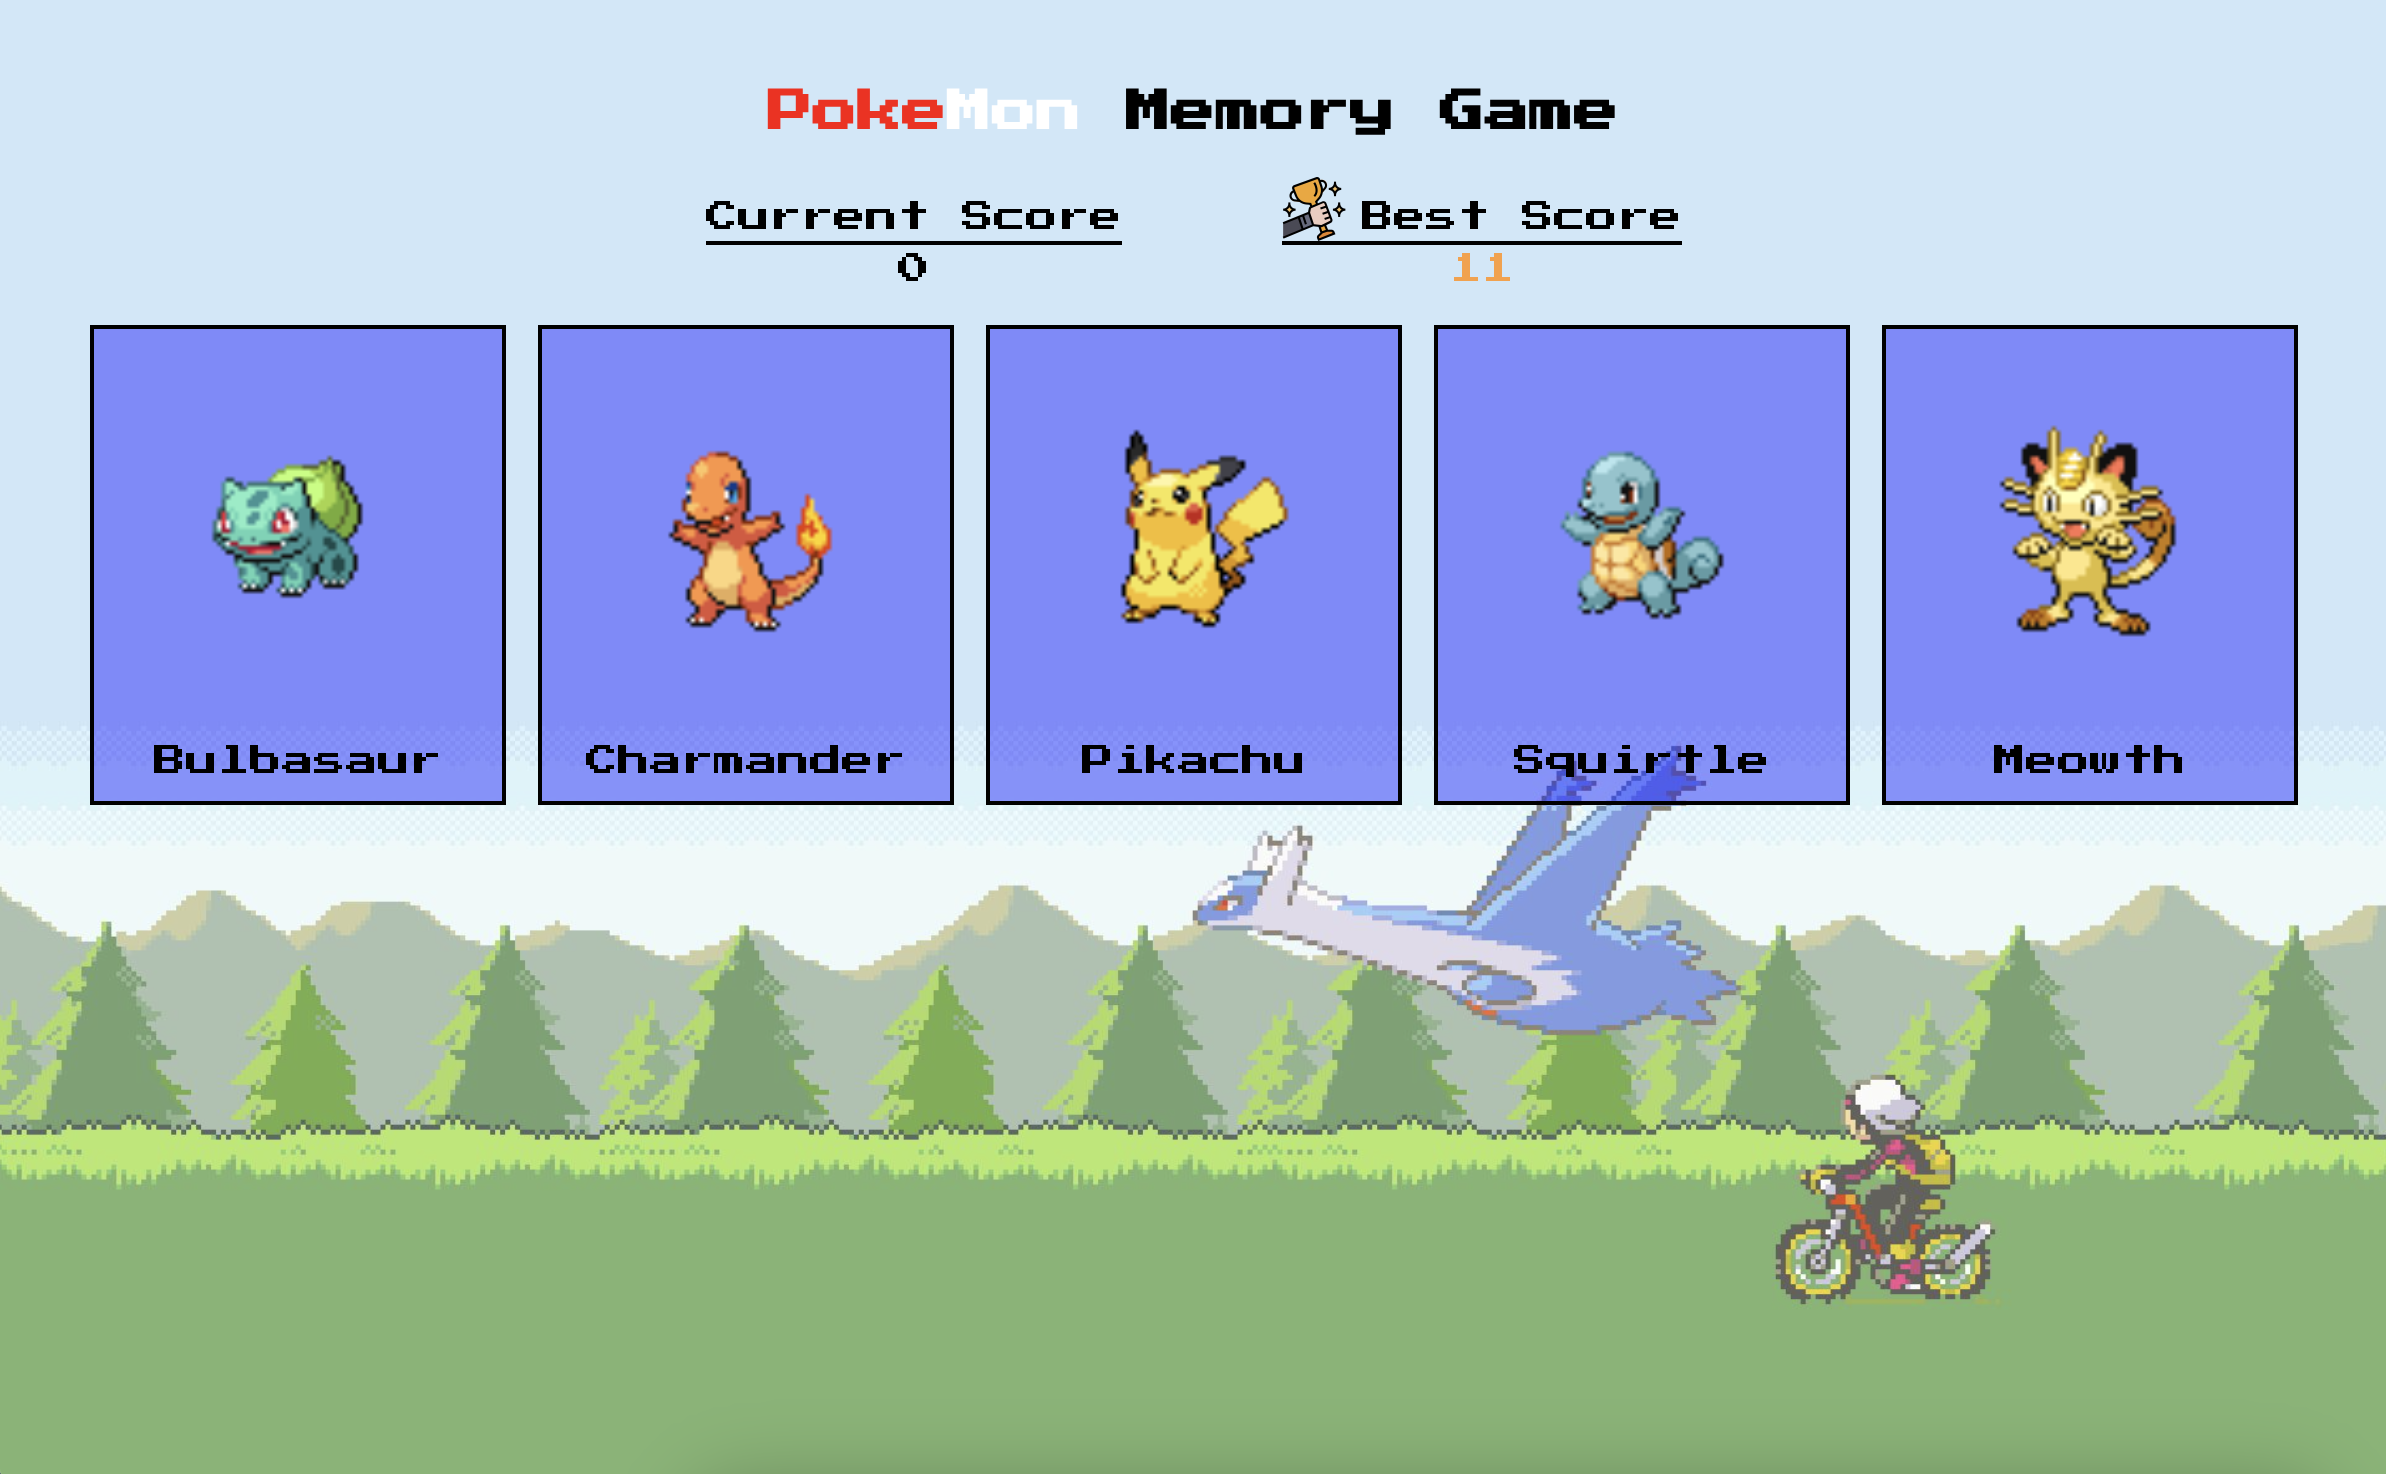 PokeMon Memory Game
Current Score
Best Score
0
11
Bulbasaur
Charmander
Pikachu
Squirtle
Meowth